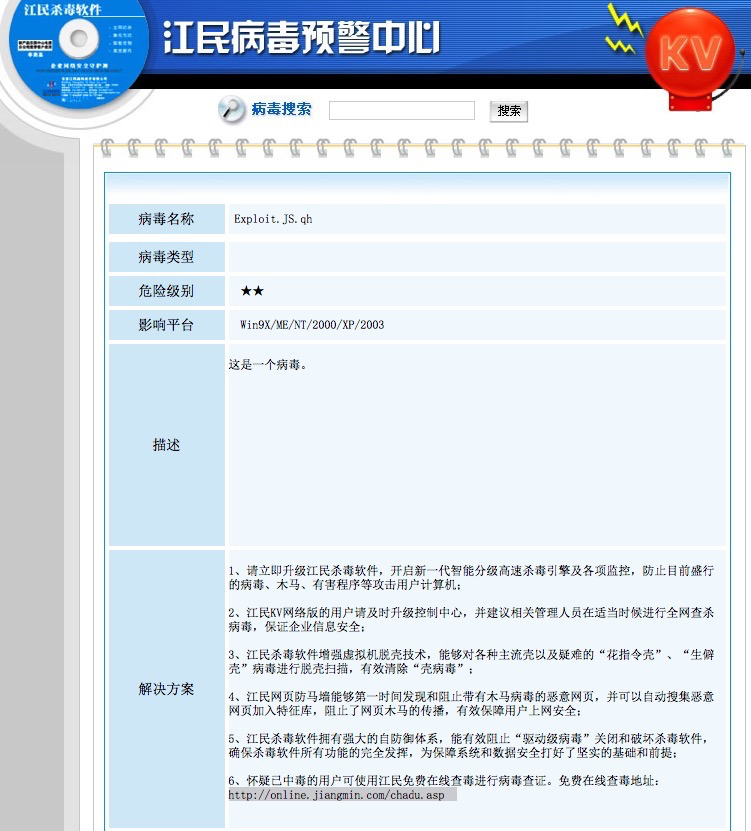 江民杀毒软件
企业网络安全守护神
江民病毒预警中心
KV
病毒搜索
搜索
病毒名称
Exploit.JS.qh
病毒类型
危险级别
★★
影响平台
Win9X/ME/NT/2000/XP/2003
描述
这是一个病毒。
解决方案
1、请立即升级江民杀毒软件，开启新一代智能分级高速杀毒引擎及各项监控，防止目前盛行
的病毒、木马、有害程序等攻击用户计算机；
2、江民KV网络版的用户请及时升级控制中心，并建议相关管理人员在适当时候进行全网查杀
病毒，保证企业信息安全；
3、江民杀毒软件增强虚拟机脱壳技术，能够对各种主流壳以及疑难的“花指令壳”、“生僻
壳”病毒进行脱壳扫描，有效清除“壳病毒”；
4、江民网页防马墙能够第一时间发现和阻止带有木马病毒的恶意网页，并可以自动搜集恶意
网页加入特征库，阻止了网页木马的传播，有效保障用户上网安全；
5、江民杀毒软件拥有强大的自防御体系，能有效阻止“驱动级病毒”关闭和破坏杀毒软件，
确保杀毒软件所有功能的完全发挥，为保障系统和数据安全打好了坚实的基础和前提；
6、怀疑已中毒的用户可使用江民免费在线查毒进行病毒查证。免费在线查毒地址：
http://online.jiangmin.com/chadu.asp